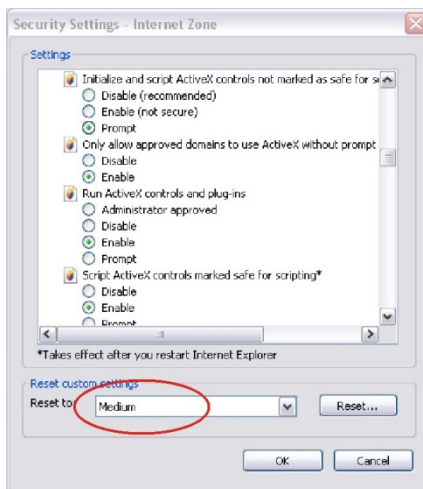 Security Settings - Internet Zone
Settings
Initialize and script ActiveX controls not marked as safe for s
Disable (recommended)
Enable (not secure)
Prompt
Only allow approved domains to use ActiveX without prompt
Disable
Enable
Run ActiveX controls and plug-ins
Administrator approved
Disable
Enable
Prompt
Script ActiveX controls marked safe for scripting*
Disable
Enable
Prompt
*Takes effect after you restart Internet Explorer
Reset custom settings
Reset to: Medium Reset...
OK Cancel